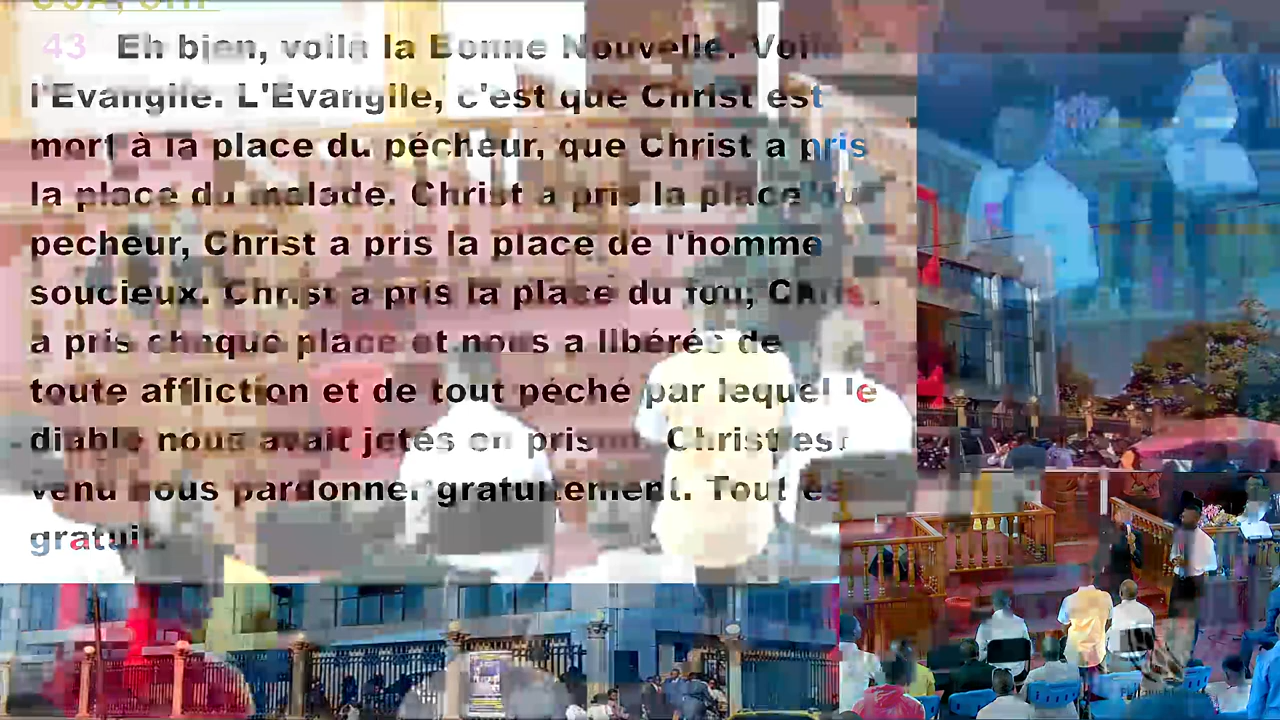 USA, OHI
43 Eh bien, voilà la Bonne Nouvelle. Voilà
l'Evangile. L'Evangile, c'est que Christ est
mort à la place du pécheur, que Christ a pris
la place du malade. Christ a pris la place du
pecheur, Christ a pris la place de l'homme
soucieux. Christ a pris la place du fou; Christ
a pris chaque place et nous a libérés de
toute affliction et de tout péché par lequel le
diable nous avait jetés en prison. Christ est
venu nous pardonner gratuitement. Tout est
gratuit.